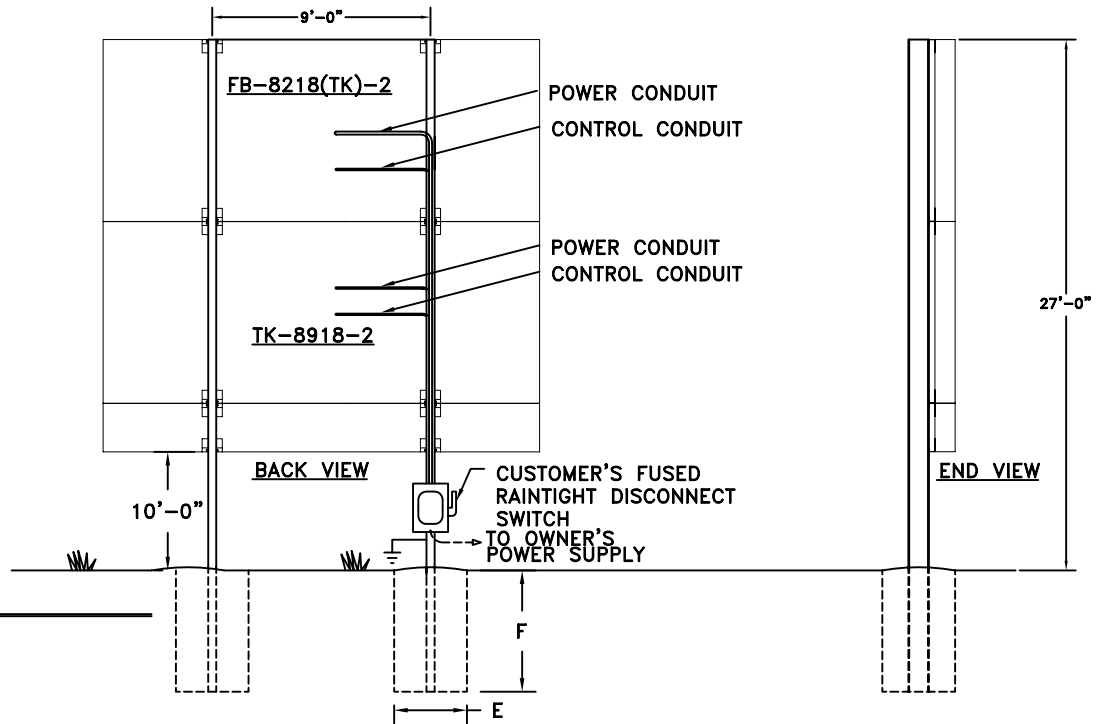 9'-0"
FB-8218(TK)-2
POWER CONDUIT
CONTROL CONDUIT
POWER CONDUIT
CONTROL CONDUIT
27'-0"
TK-8918-2
BACK VIEW
CUSTOMER'S FUSED
RAINTIGHT DISCONNECT
SWITCH
END VIEW
10'-0"
TO OWNER'S
POWER SUPPLY
F
E